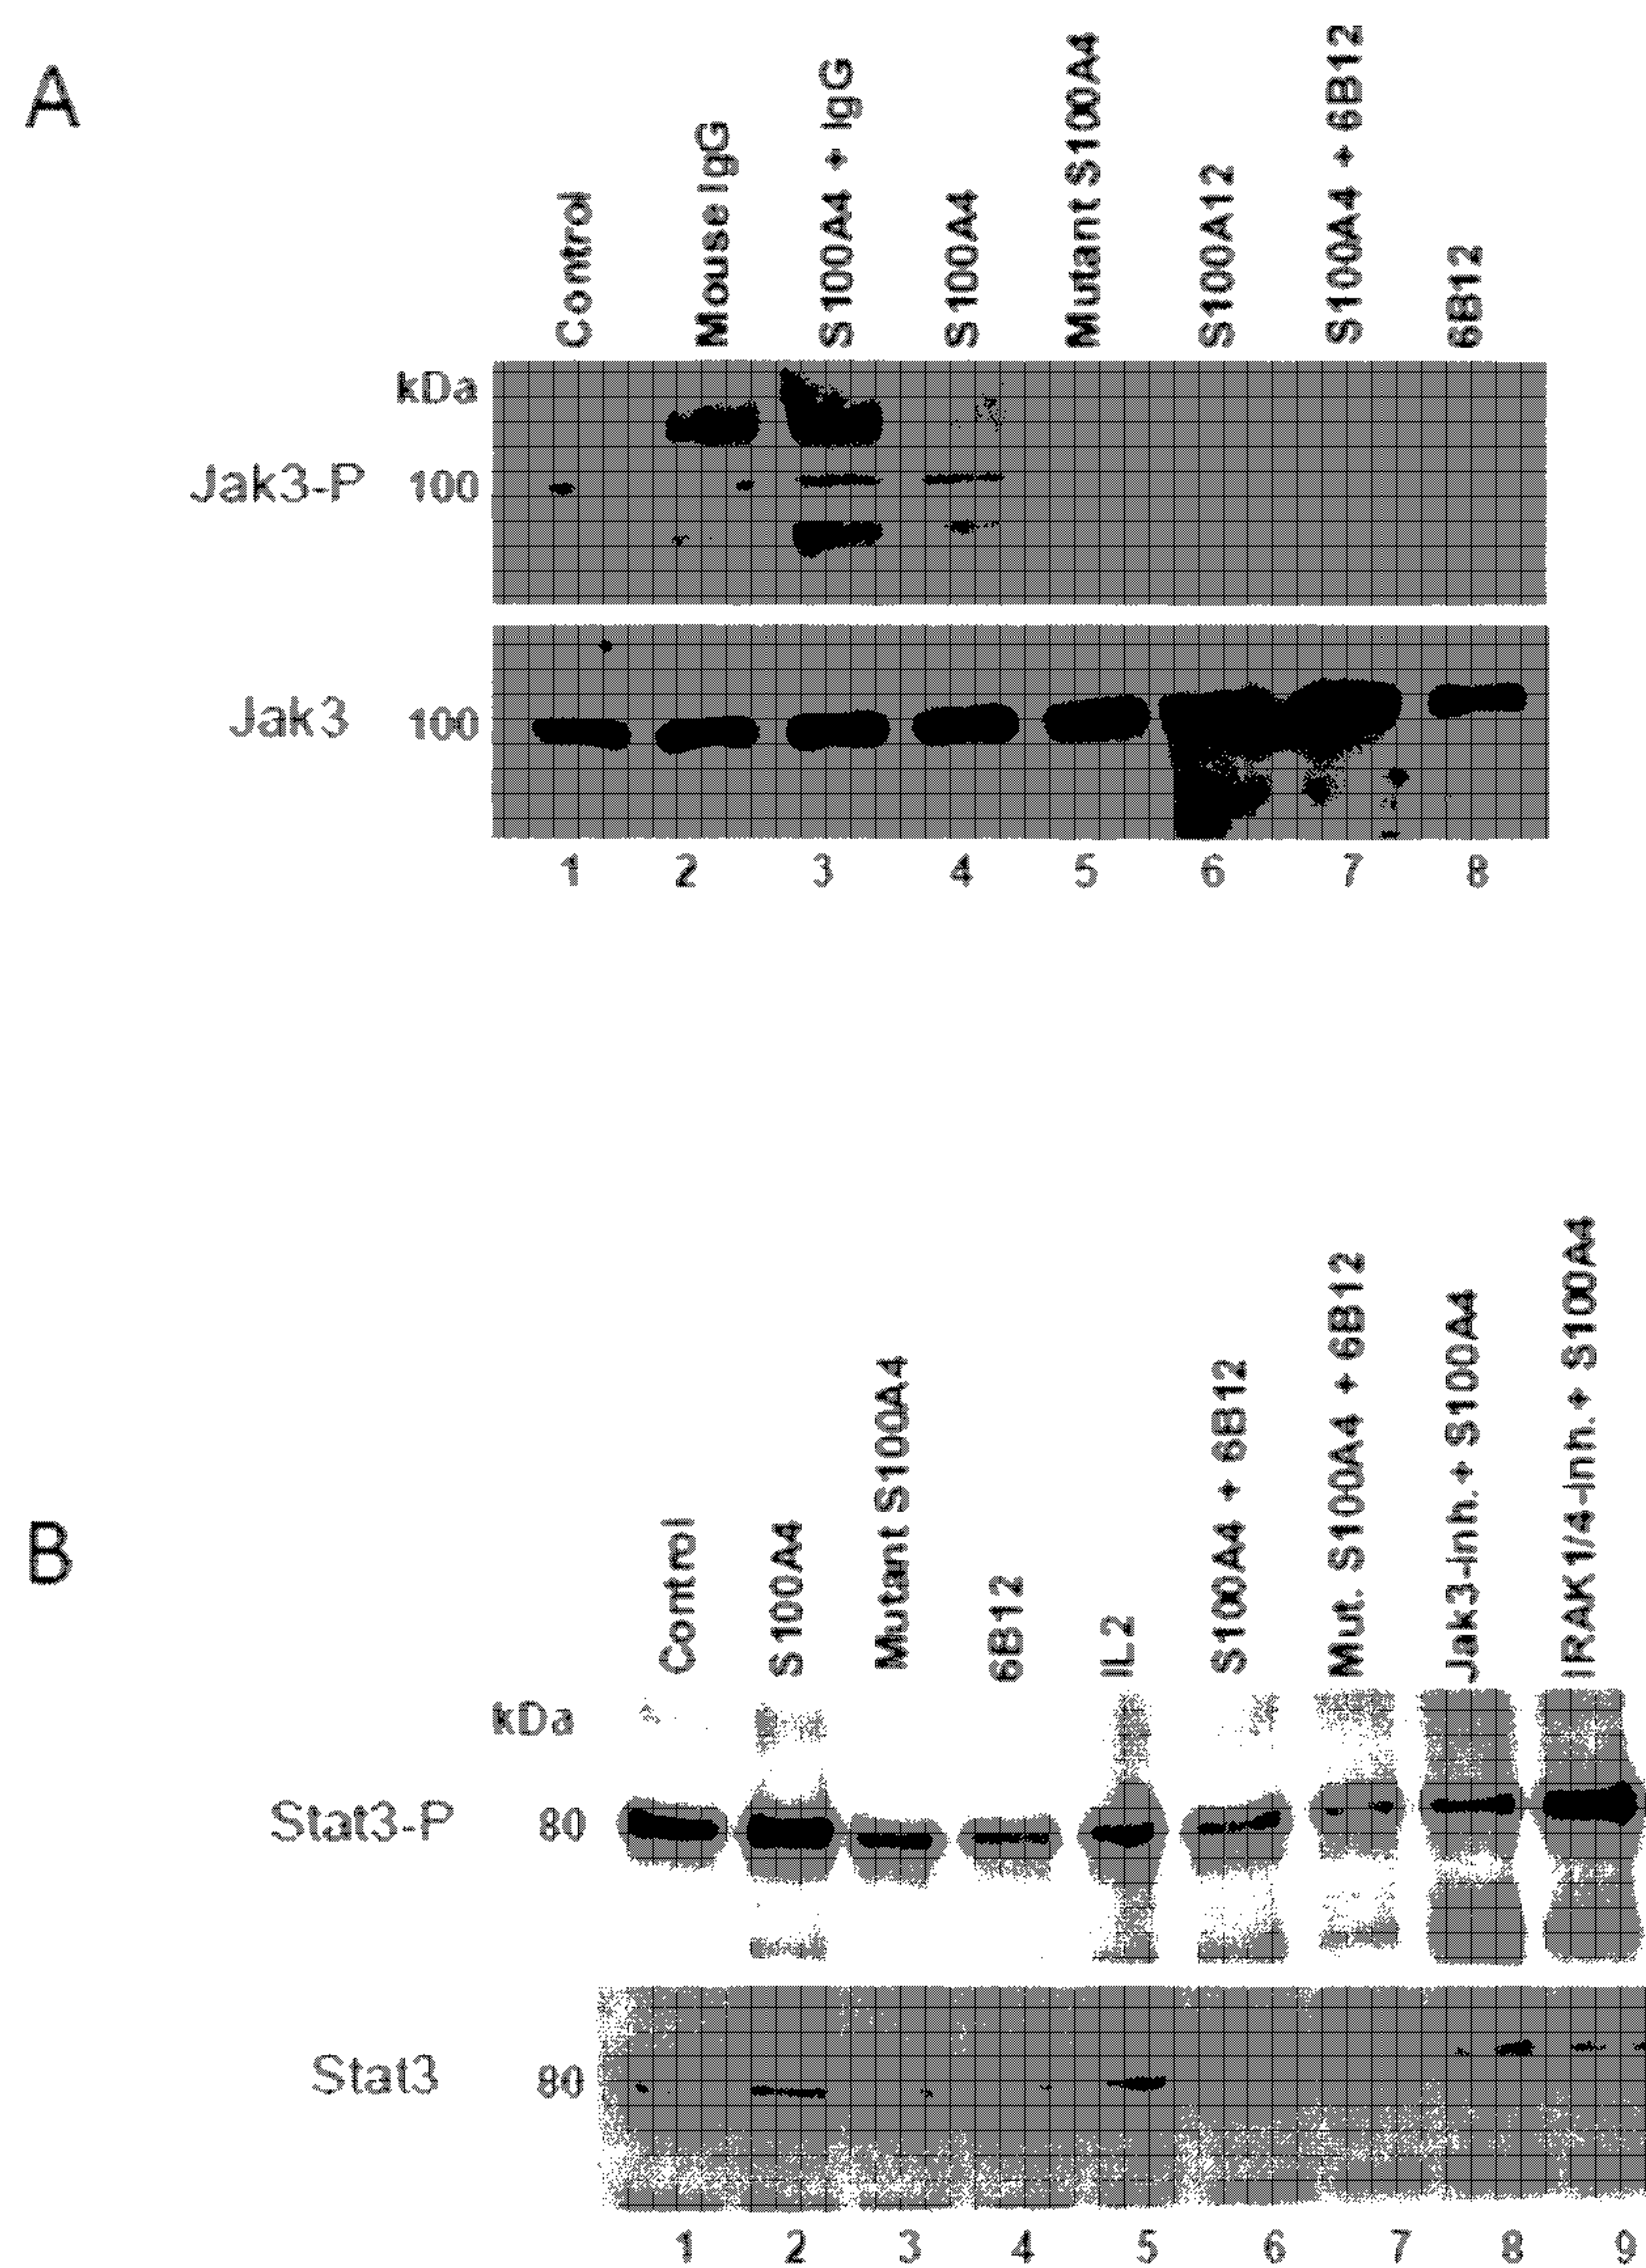 A
Control
Mouse IgG
S100A4 + IgG
S100A4
Mutant S100A4
S100A12
S100A4 + 6B12
6B12
kDa
Jak3-P 100
Jak3 100
1 2 3 4 5 6 7 8
B
Control
S100A4
Mutant S100A4
6B12
IL2
S100A4 + 6B12
Mut. S100A4 + 6B12
Jak3-Inh.+ S100A4
IRAK1/4-Inh.+ S100A4
kDa
Stat3-P 80
Stat3 80
1 2 3 4 5 6 7 8 9